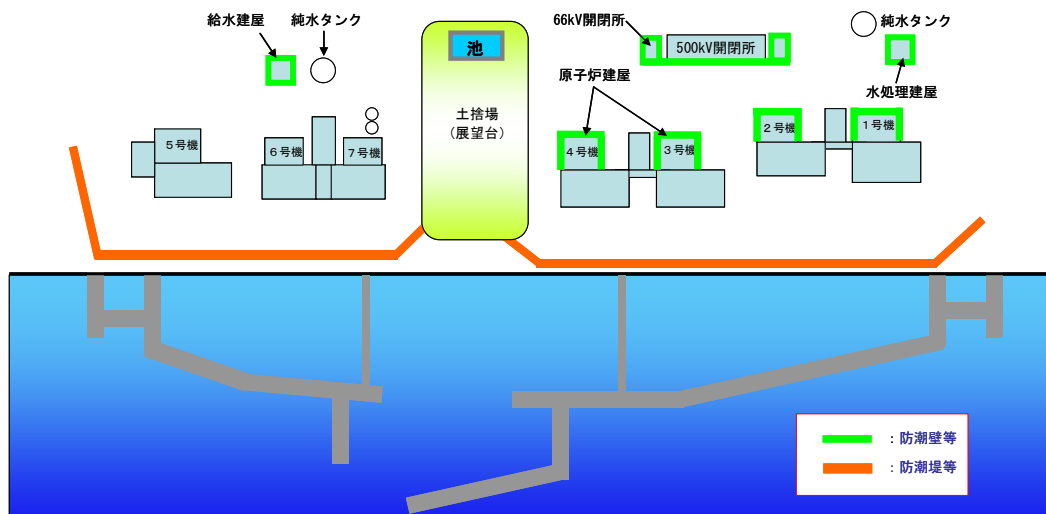 給水建屋
純水タンク
池
土捨場
(展望台)
66kV開閉所
500kV開閉所
純水タンク
原子炉建屋
水処理建屋
5号機
6号機
7号機
4号機
3号機
2号機
1号機
:防潮壁等
:防潮堤等